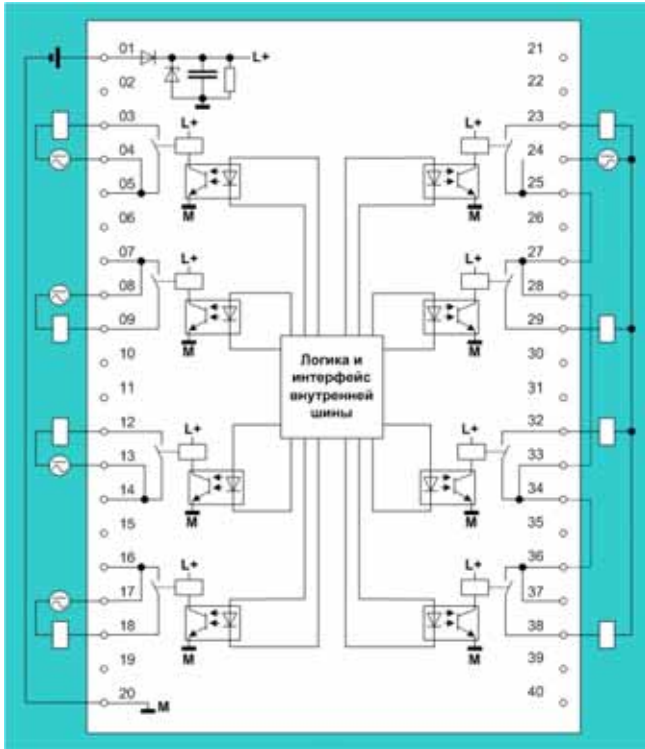 01 L+ 21
02 22
03 L+ L+ 23
04 24
05 M M 25
06 26
07 L+ L+ 27
08 28
09 M M 29
10 30
Логика и
интерфейс
внутренней
шины
11 31
12 L+ L+ 32
13 33
14 M M 34
15 35
16 L+ L+ 36
17 37
18 M M 38
19 39
20 M 40